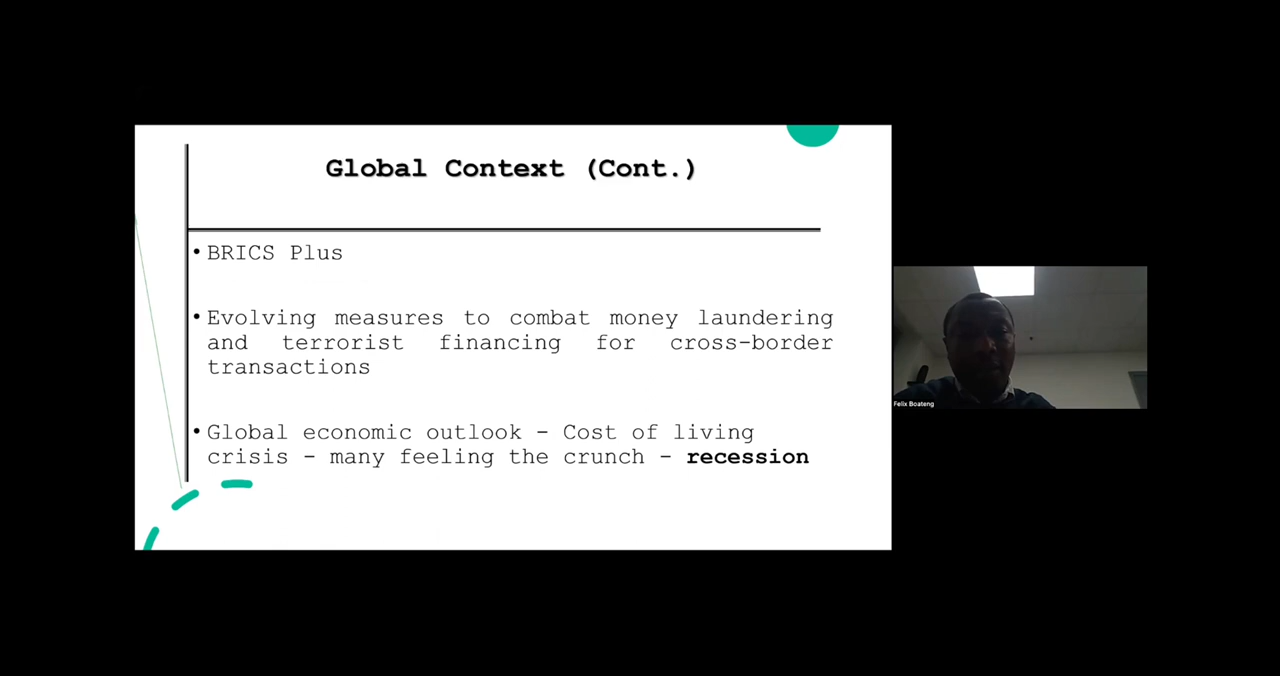 Global Context (Cont.)
• BRICS Plus
• Evolving measures to combat money laundering
and terrorist financing for cross-border
transactions
• Global economic outlook – Cost of living
crisis – many feeling the crunch – recession
Felix Boateng